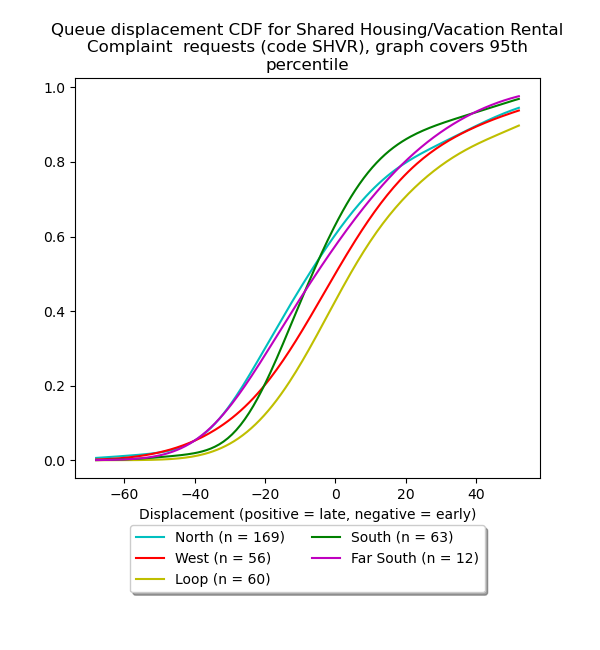 Queue displacement CDF for Shared Housing/Vacation Rental
Complaint  requests (code SHVR), graph covers 95th
percentile
1.0
0.8
0.6
0.4
0.2
0.0
−60
−40
−20
0
20
40
Displacement (positive = late, negative = early)
North (n = 169)
West (n = 56)
Loop (n = 60)
South (n = 63)
Far South (n = 12)